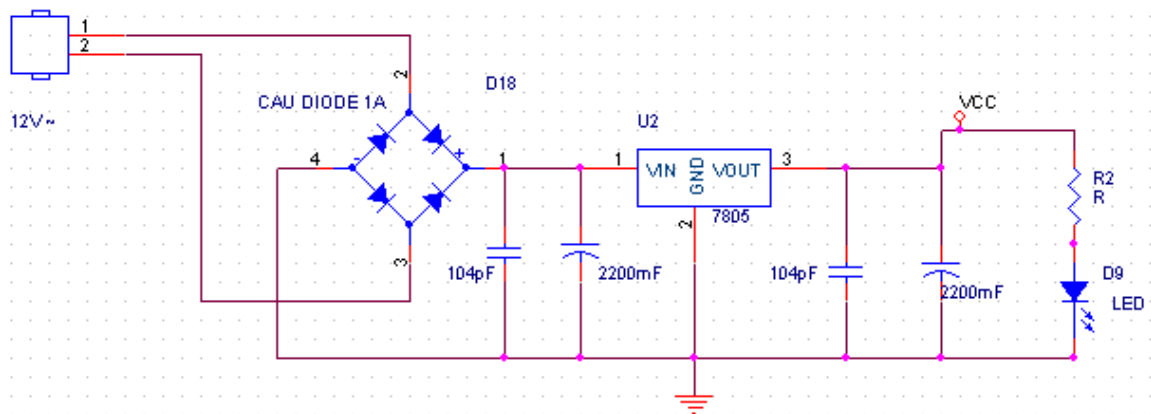 1
2
12V~
2
D18
CAU DIODE 1A
4
-
+
1
3
104pF
2200mF
U2
1
VIN
GND
VOUT
3
7805
2
104pF
2200mF
VCC
R2
R
D9
LED